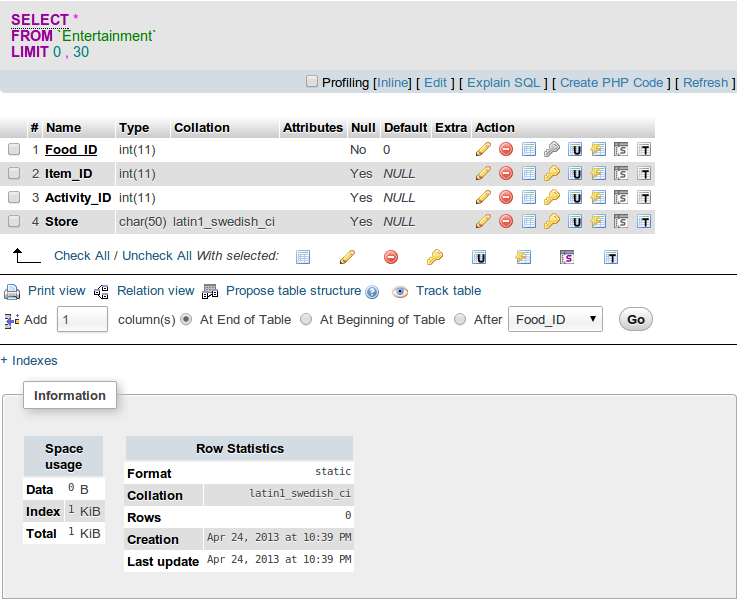 SELECT *
FROM `Entertainment`
LIMIT 0 , 30
Profiling [Inline] [ Edit ] [ Explain SQL ] [ Create PHP Code ] [ Refresh ]
# Name Type Collation Attributes Null Default Extra Action
1 Food_ID int(11) No 0
2 Item_ID int(11) Yes NULL
3 Activity_ID int(11) Yes NULL
4 Store char(50) latin1_swedish_ci Yes NULL
Check All / Uncheck All With selected:
Print view Relation view Propose table structure Track table
Add 1 column(s) At End of Table At Beginning of Table After Food_ID Go
+ Indexes
Information
Space usage
Data 0 B
Index 1 KiB
Total 1 KiB
Row Statistics
Format static
Collation latin1_swedish_ci
Rows 0
Creation Apr 24, 2013 at 10:39 PM
Last update Apr 24, 2013 at 10:39 PM